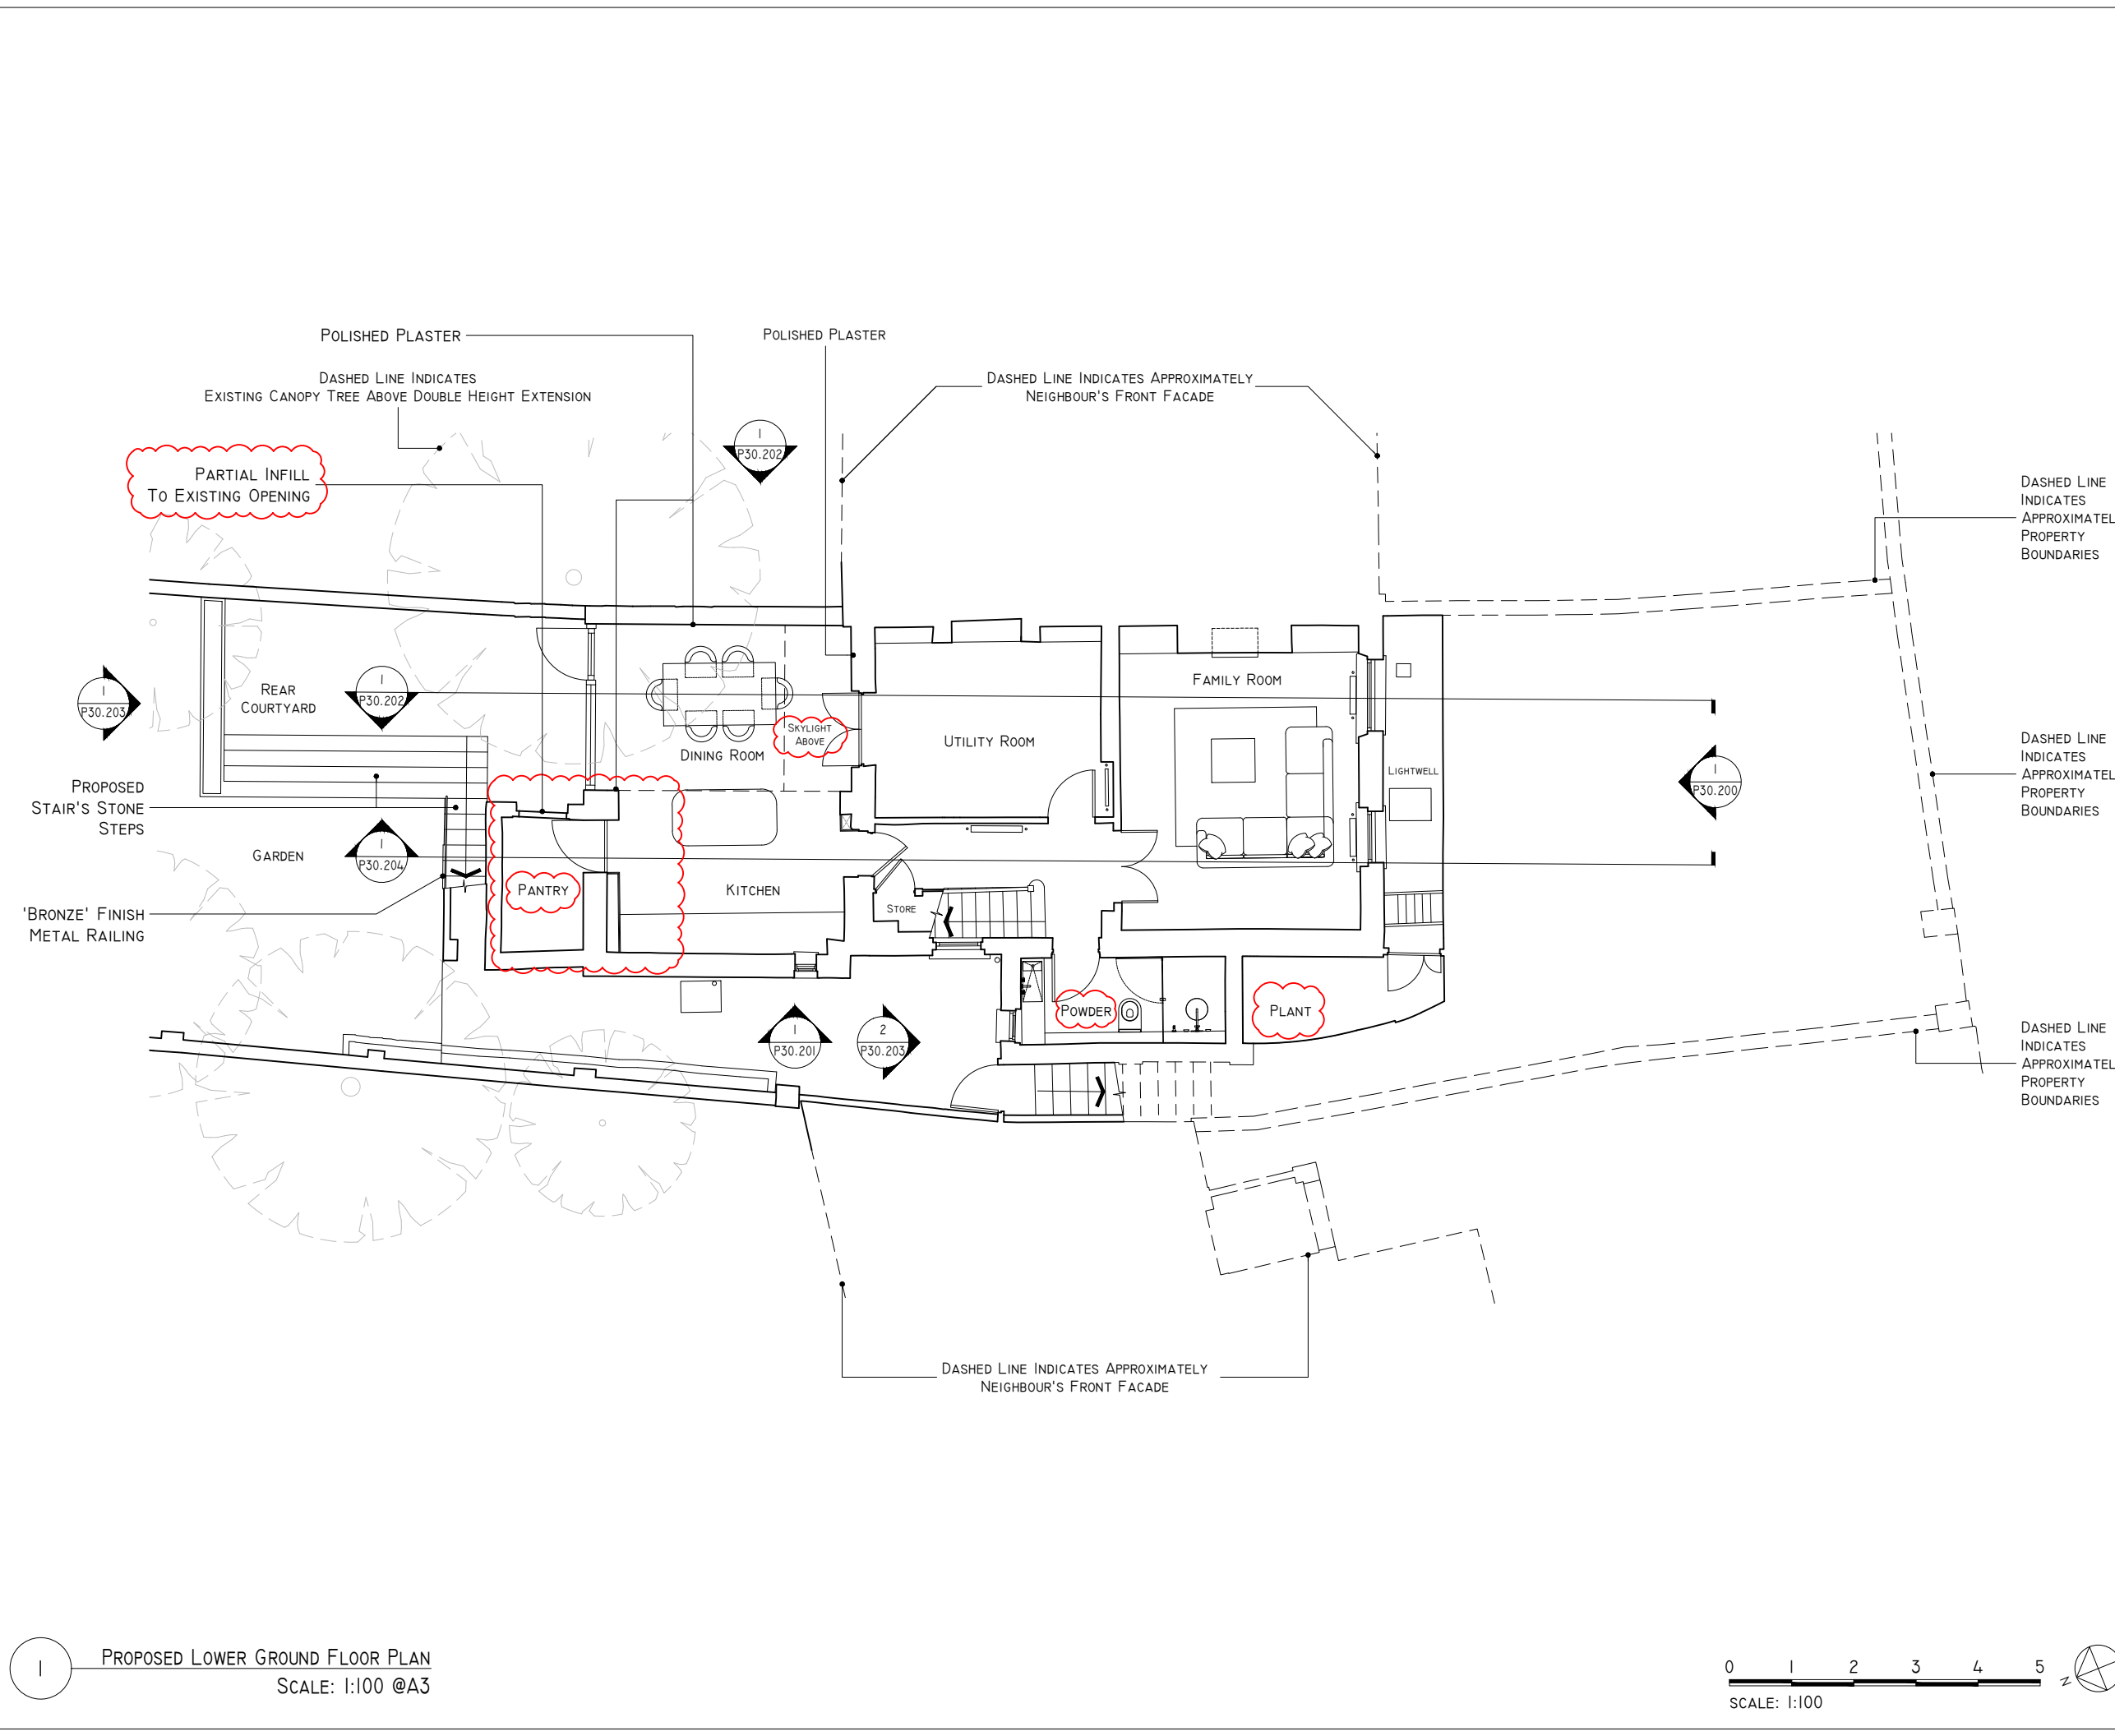 POLISHED PLASTER
POLISHED PLASTER
DASHED LINE INDICATES
EXISTING CANOPY TREE ABOVE DOUBLE HEIGHT EXTENSION
DASHED LINE INDICATES APPROXIMATELY
NEIGHBOUR'S FRONT FACADE
1
P30.202
PARTIAL INFILL
TO EXISTING OPENING
DASHED LINE
INDICATES
APPROXIMATEL
PROPERTY
BOUNDARIES
1
P30.203
REAR
COURTYARD
1
P30.202
SKYLIGHT
ABOVE
DINING ROOM
UTILITY ROOM
FAMILY ROOM
LIGHTWELL
1
P30.200
DASHED LINE
INDICATES
APPROXIMATEL
PROPERTY
BOUNDARIES
PROPOSED
STAIR'S STONE
STEPS
GARDEN
1
P30.204
PANTRY
KITCHEN
STORE
'BRONZE' FINISH
METAL RAILING
POWDER
PLANT
1
P30.201
2
P30.203
DASHED LINE
INDICATES
APPROXIMATEL
PROPERTY
BOUNDARIES
DASHED LINE INDICATES APPROXIMATELY
NEIGHBOUR'S FRONT FACADE
1
PROPOSED LOWER GROUND FLOOR PLAN
SCALE: 1:100 @A3
0 1 2 3 4 5
SCALE: 1:100
N